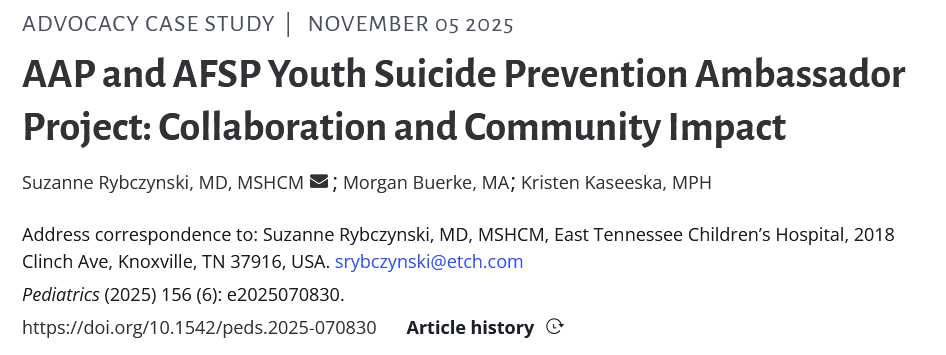 ADVOCACY CASE STUDY | NOVEMBER 05 2025
AAP and AFSP Youth Suicide Prevention Ambassador
Project: Collaboration and Community Impact
Suzanne Rybczynski, MD, MSHCM ; Morgan Buerke, MA; Kristen Kaseeska, MPH
Address correspondence to: Suzanne Rybczynski, MD, MSHCM, East Tennessee Children’s Hospital, 2018
Clinch Ave, Knoxville, TN 37916, USA. srybczynski@etch.com
Pediatrics (2025) 156 (6): e2025070830.
https://doi.org/10.1542/peds.2025-070830 Article history